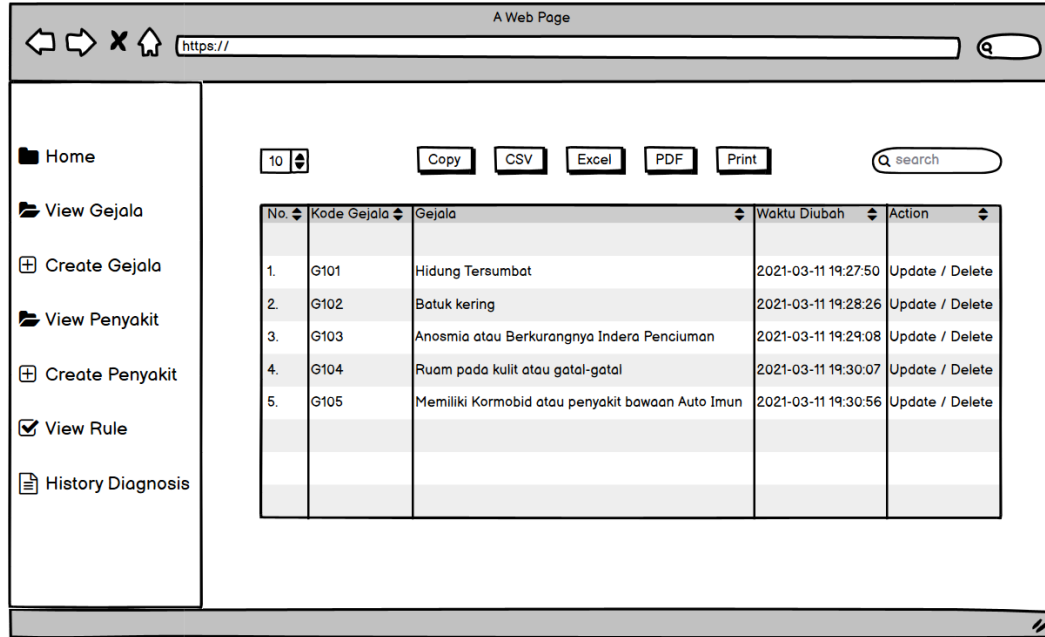 A Web Page
https://
Home
View Gejala
Create Gejala
View Penyakit
Create Penyakit
View Rule
History Diagnosis
10 Copy CSV Excel PDF Print search
No. Kode Gejala Gejala Waktu Diubah Action
1. G101 Hidung Tersumbat 2021-03-11 19:27:50 Update / Delete
2. G102 Batuk kering 2021-03-11 19:28:26 Update / Delete
3. G103 Anosmia atau Berkurangnya Indera Penciuman 2021-03-11 19:29:08 Update / Delete
4. G104 Ruam pada kulit atau gatal-gatal 2021-03-11 19:30:07 Update / Delete
5. G105 Memiliki Kormobid atau penyakit bawaan Auto Imun 2021-03-11 19:30:56 Update / Delete